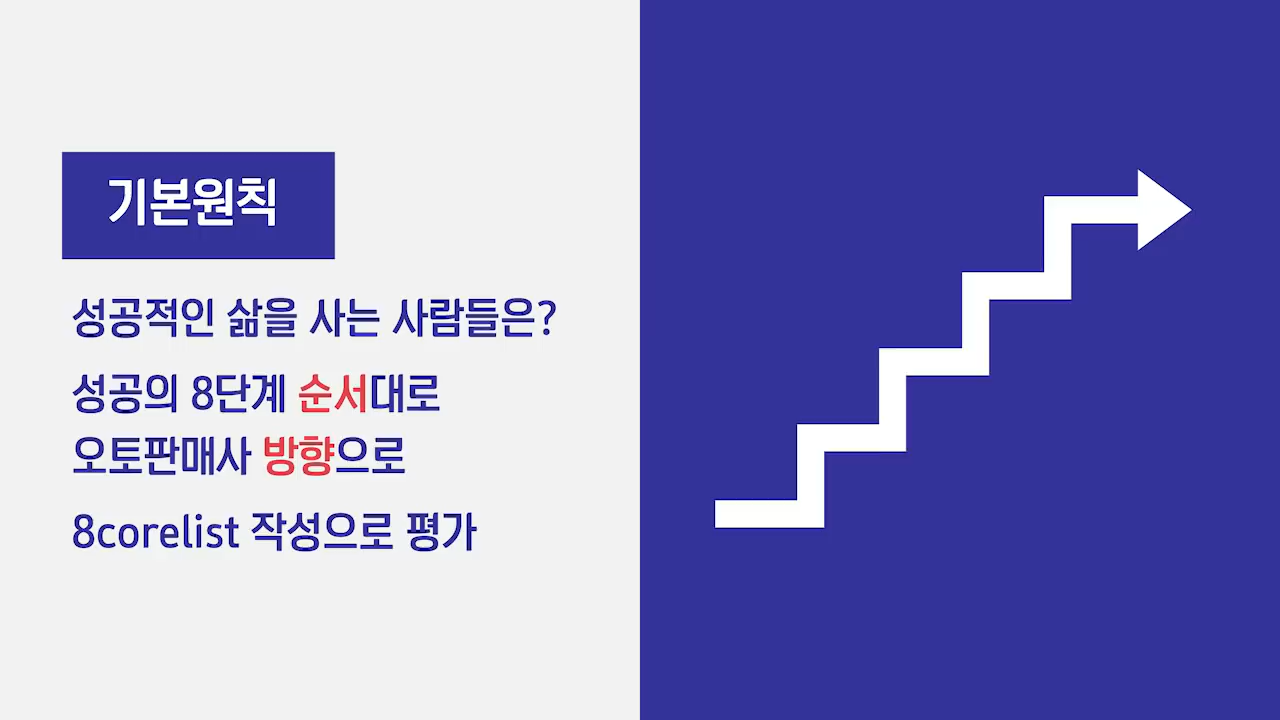 기본원칙
성공적인 삶을 사는 사람들은?
성공의 8단계 순서대로
오토판매사 방향으로
8corelist 작성으로 평가